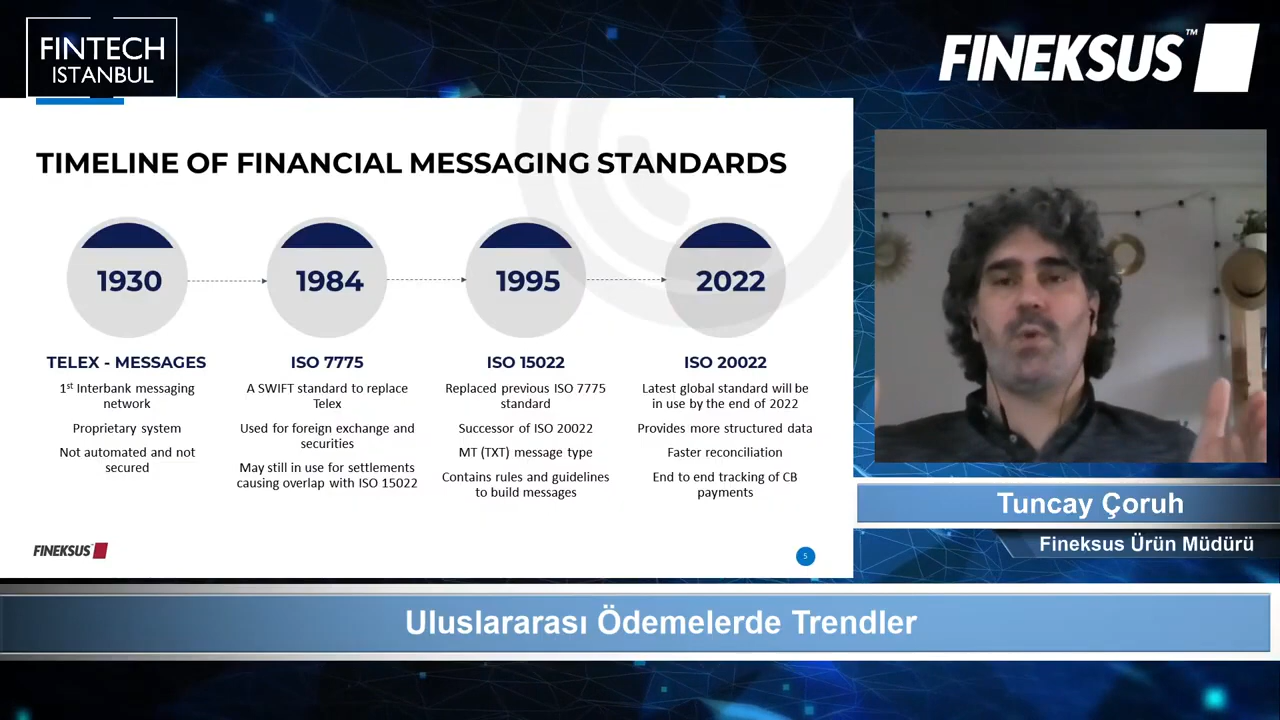 FINTECH
ISTANBUL
FINEKSUS™
TIMELINE OF FINANCIAL MESSAGING STANDARDS
1930
TELEX - MESSAGES
1st Interbank messaging
network
Proprietary system
Not automated and not
secured
1984
ISO 7775
A SWIFT standard to replace
Telex
Used for foreign exchange and
securities
May still in use for settlements
causing overlap with ISO 15022
1995
ISO 15022
Replaced previous ISO 7775
standard
Successor of ISO 20022
MT (TXT) message type
Contains rules and guidelines
to build messages
2022
ISO 20022
Latest global standard will be
in use by the end of 2022
Provides more structured data
Faster reconciliation
End to end tracking of CB
payments
FINEKSUS
5
Tuncay Çoruh
Fineksus Ürün Müdürü
Uluslararası Ödemelerde Trendler